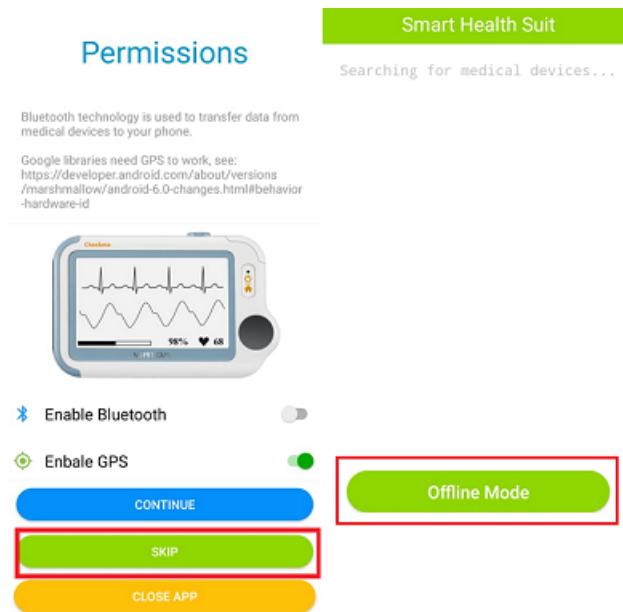 Permissions
Bluetooth technology is used to transfer data from
medical devices to your phone.
Google libraries need GPS to work, see:
https://developer.android.com/about/versions
/marshmallow/android-6.0-changes.html#behavior
-hardware-id
Checkme
98% 68
Enable Bluetooth
Enbale GPS
CONTINUE
SKIP
CLOSE APP
Smart Health Suit
Searching for medical devices...
Offline Mode